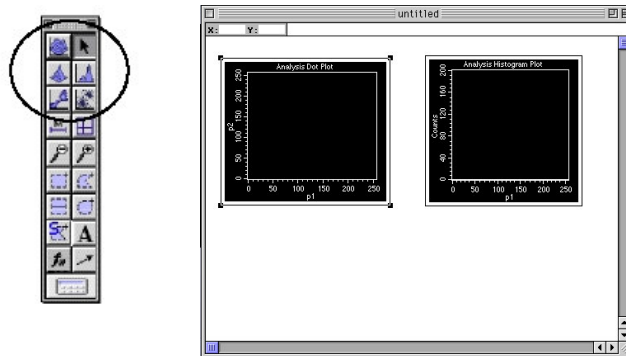 untitled
X: Y:
Analysis Dot Plot
250
200
150
100
50
0
p2
0 50 100 150 200 250
p1
Analysis Histogram Plot
200
160
120
80
40
0
Counts
0 50 100 150 200 250
p1
S
A